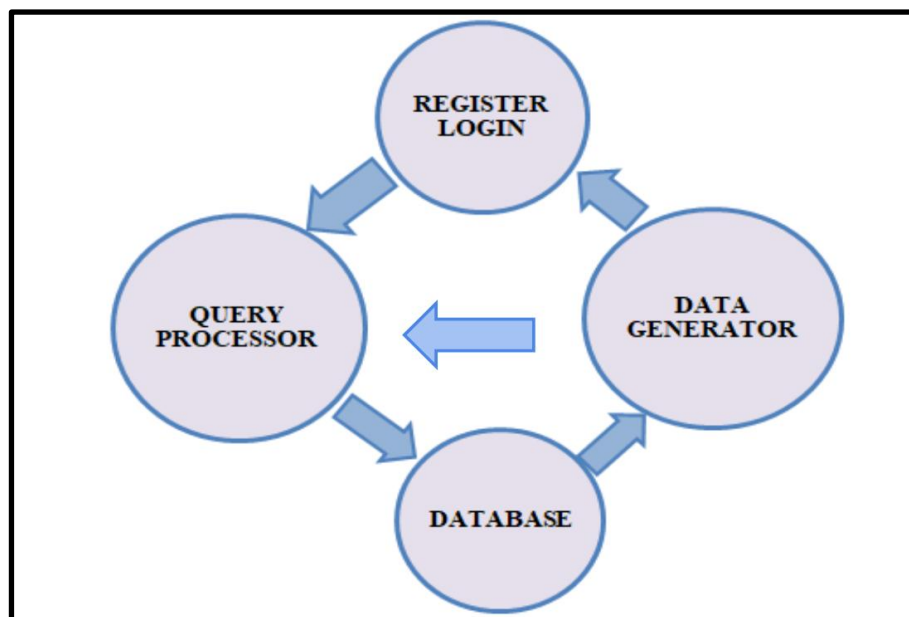 REGISTER
LOGIN
QUERY
PROCESSOR
DATA
GENERATOR
DATABASE